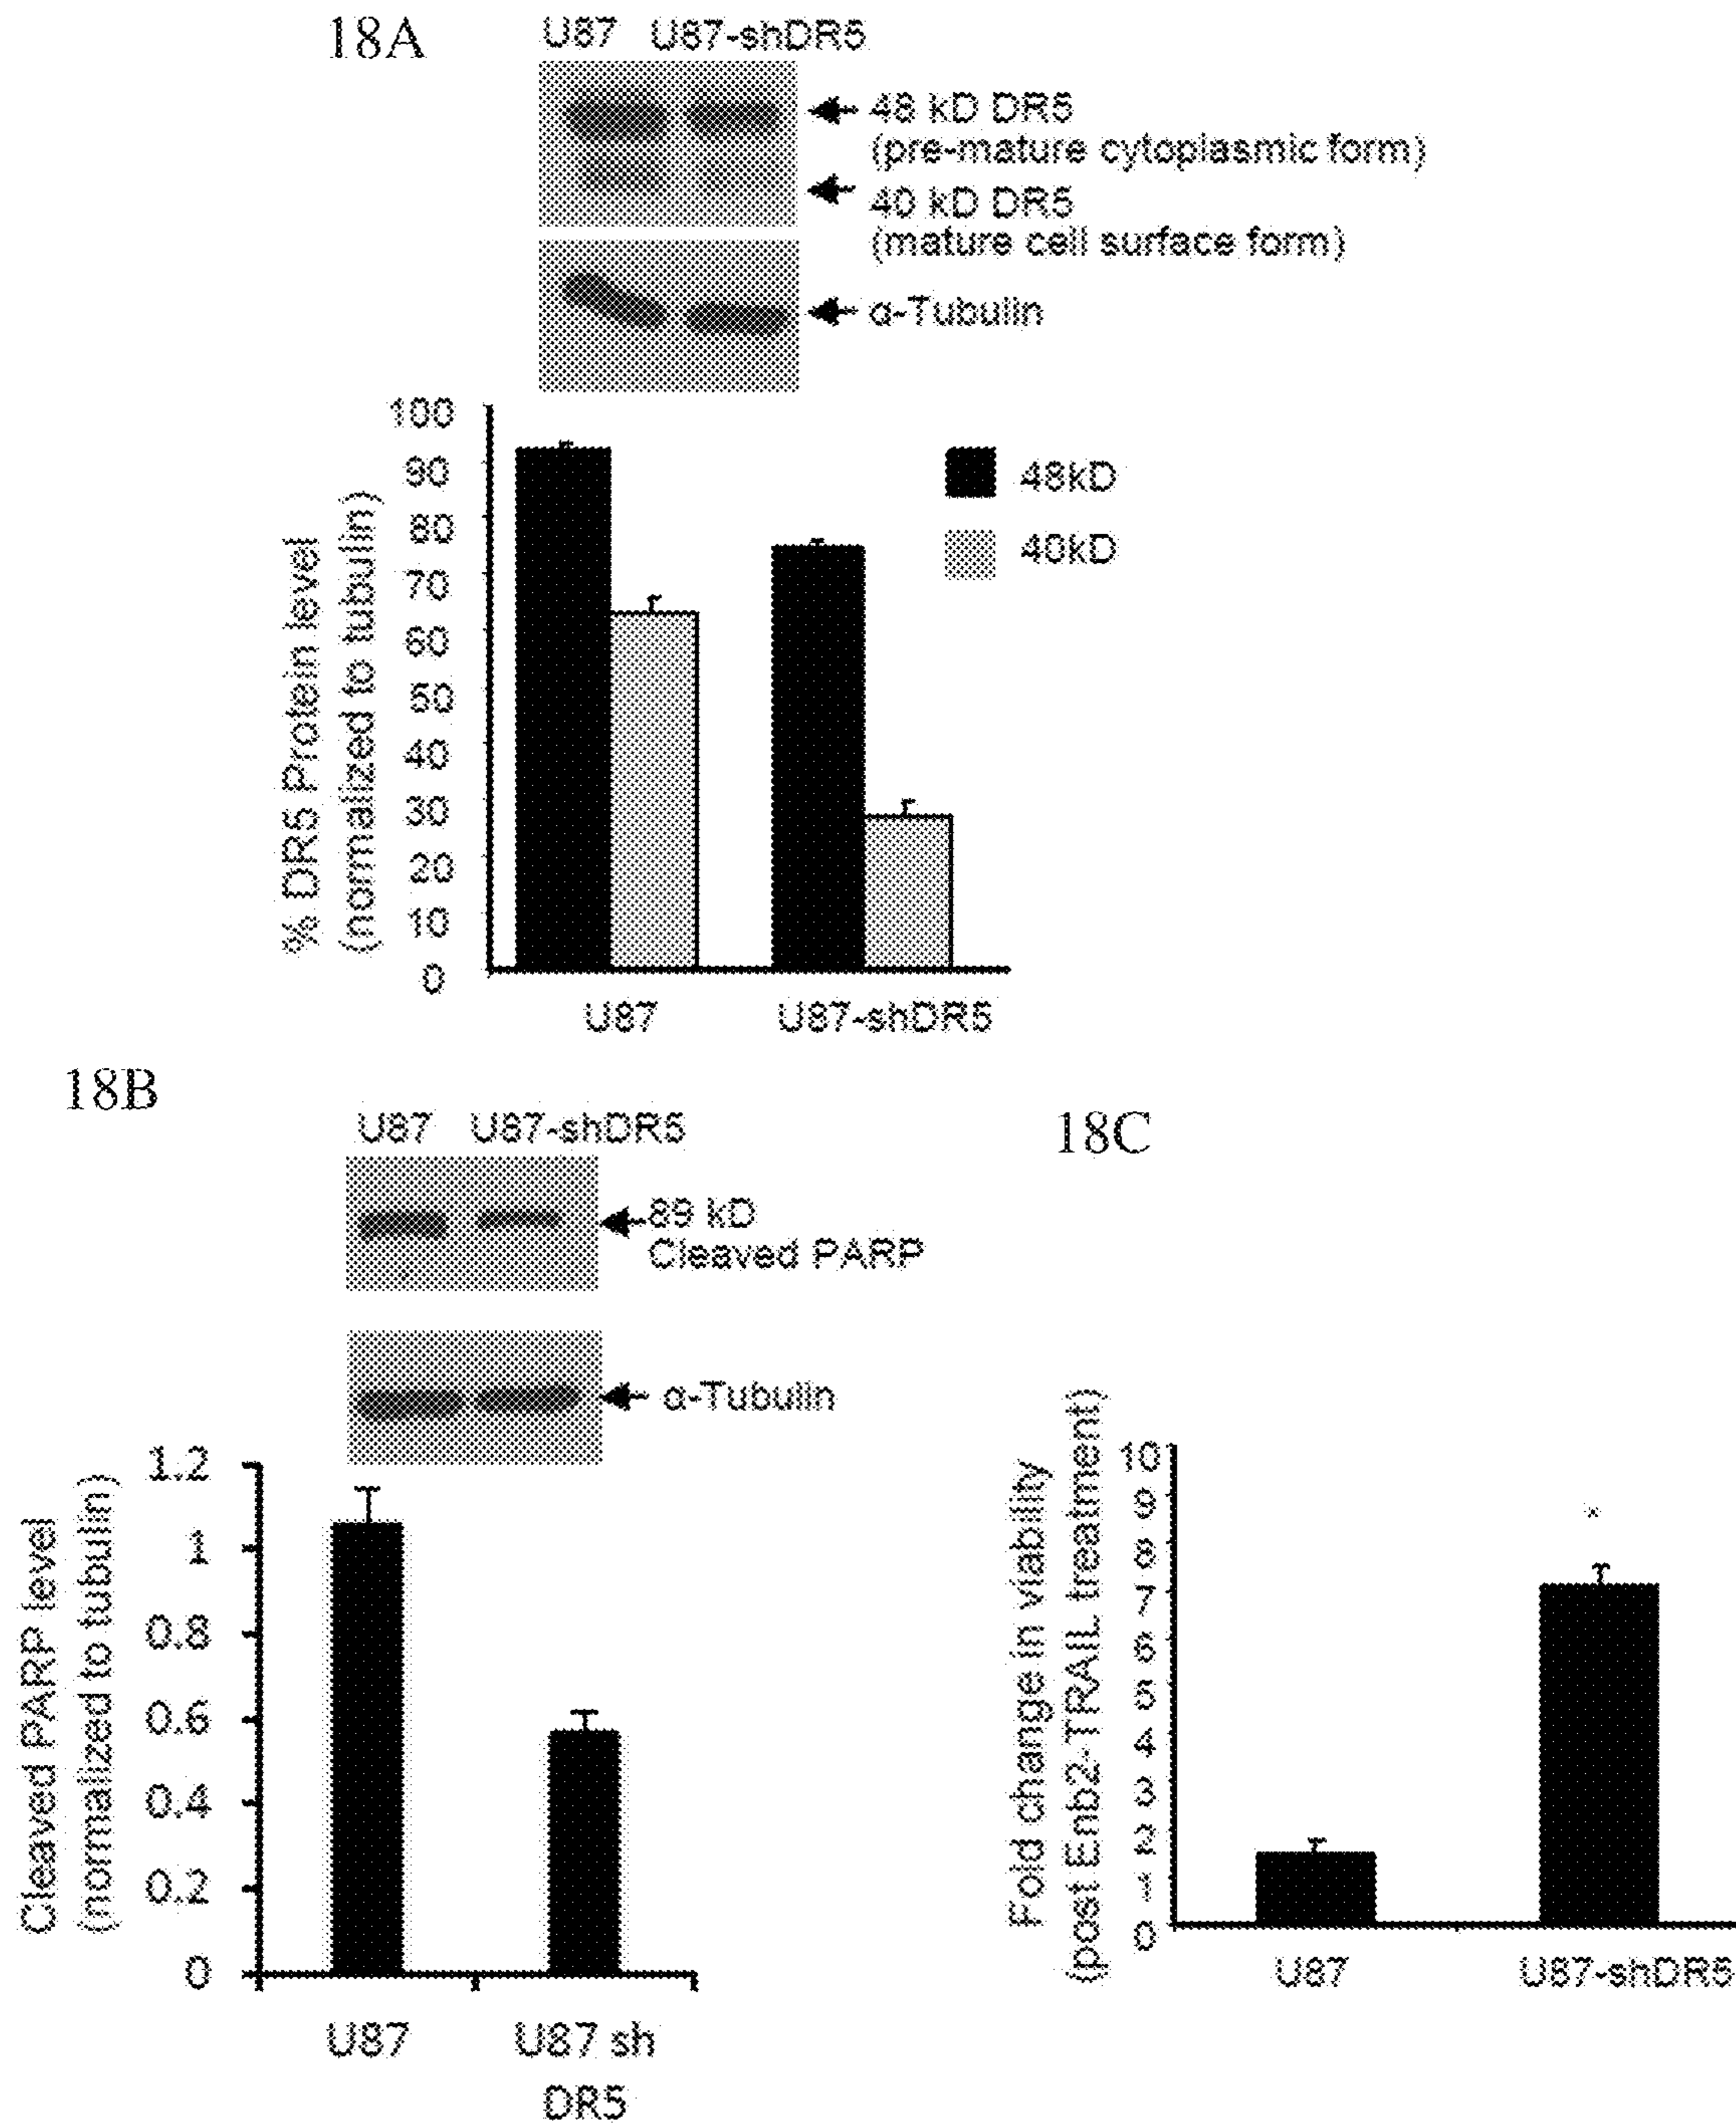 18A
U87 U87-shDR5
48 kD DR5
(pre-mature cytoplasmic form)
40 kD DR5
(mature cell surface form)
α-Tubulin
% DR5 Protein level
(normalized to tubulin)
100
90
80
70
60
50
40
30
20
10
0
48kD
40kD
U87 U87-shDR5
18B
U87 U87-shDR5
89 kD
Cleaved PARP
α-Tubulin
Cleaved PARP level
(normalized to tubulin)
1.2
1
0.8
0.6
0.4
0.2
0
U87 U87 sh
DR5
18C
Fold change in viability
(post Enb2-TRAIL treatment)
10
9
8
7
6
5
4
3
2
1
0
*
U87 U87-shDR5